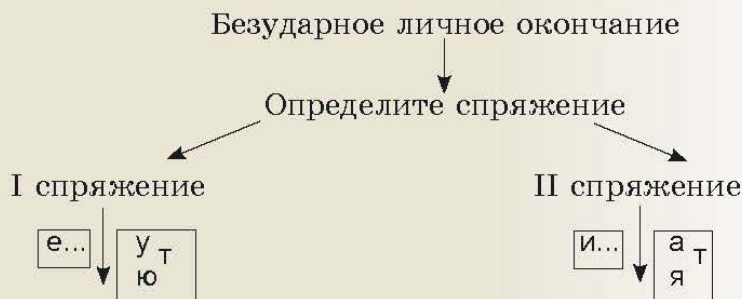 Безударное личное окончание
Определите спряжение
I спряжение
II спряжение
е... у т
ю
и... а т
я